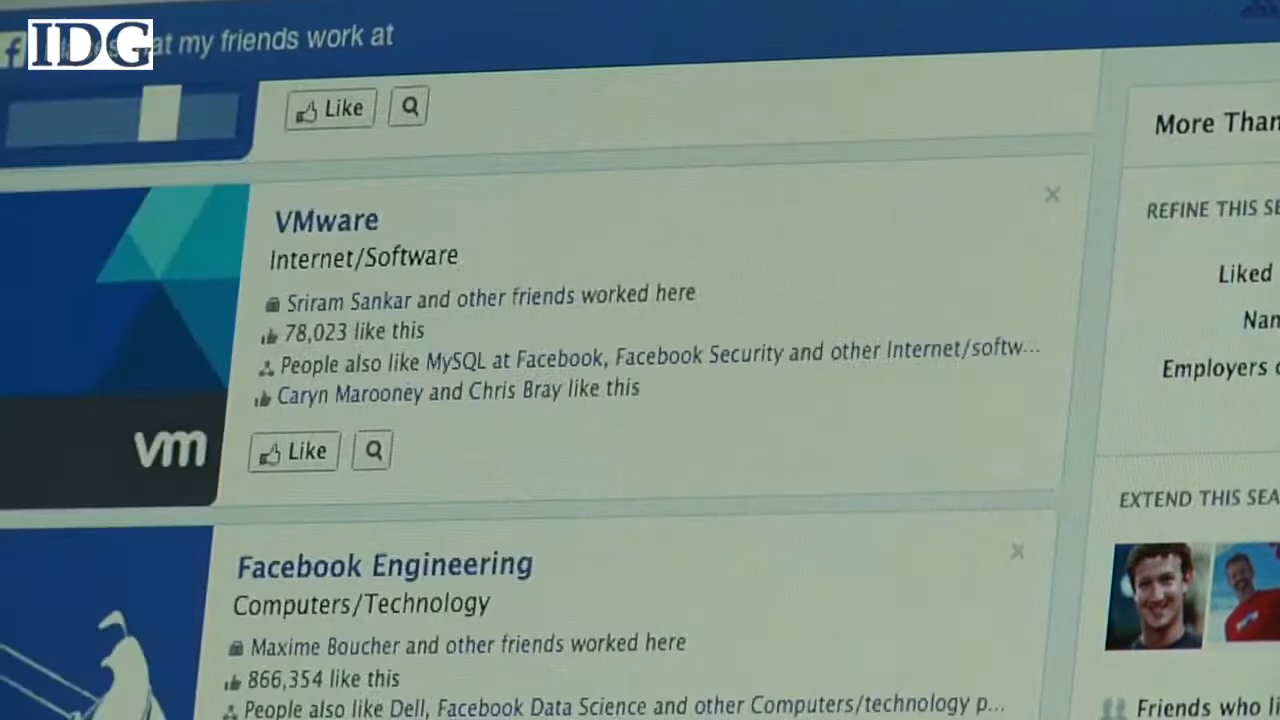 IDG
at my friends work at
Like
VMware
Internet/Software
Sriram Sankar and other friends worked here
78,023 like this
People also like MySQL at Facebook, Facebook Security and other Internet/softw...
Caryn Marooney and Chris Bray like this
vm
Like
Facebook Engineering
Computers/Technology
Maxime Boucher and other friends worked here
866,354 like this
People also like Dell, Facebook Data Science and other Computers/technology p...
More Than
REFINE THIS SE
Liked
Nam
Employers
EXTEND THIS SEA
Friends who li